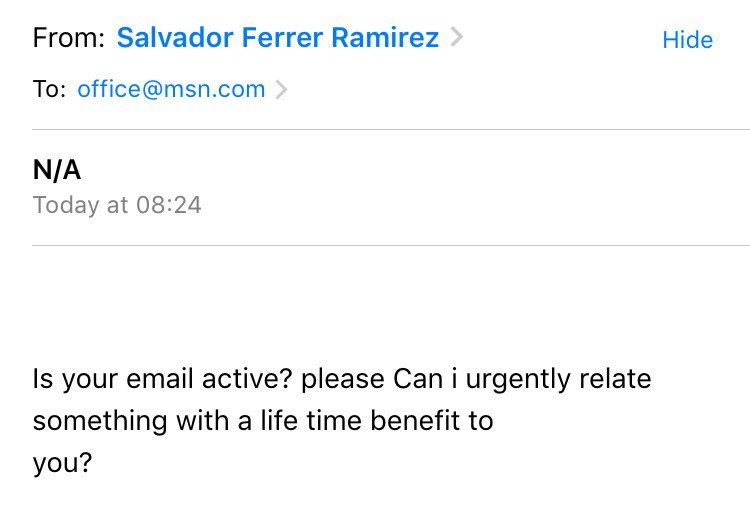 From: Salvador Ferrer Ramirez Hide
To: office@msn.com
N/A
Today at 08:24
Is your email active? please Can i urgently relate
something with a life time benefit to
you?